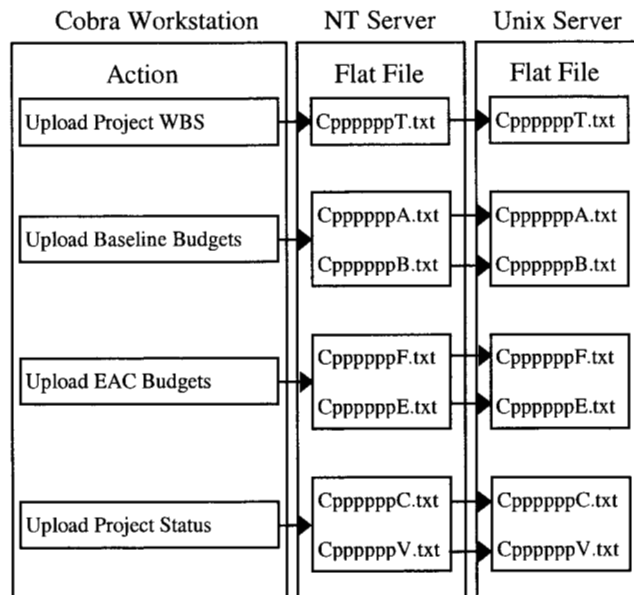 Cobra Workstation NT Server Unix Server
Action Flat File Flat File
Upload Project WBS CppppppT.txt CppppppT.txt
CppppppA.txt CppppppA.txt
Upload Baseline Budgets
CppppppB.txt CppppppB.txt
CppppppF.txt CppppppF.txt
Upload EAC Budgets
CppppppE.txt CppppppE.txt
CppppppC.txt CppppppC.txt
Upload Project Status
CppppppV.txt CppppppV.txt